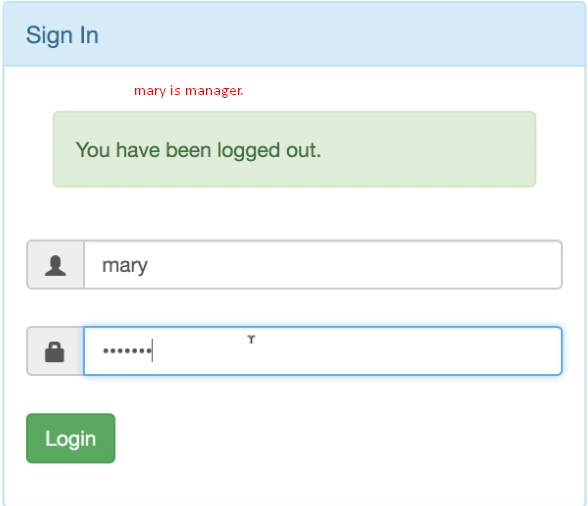 Sign In
mary is manager.
You have been logged out.
mary
•••••••
Login